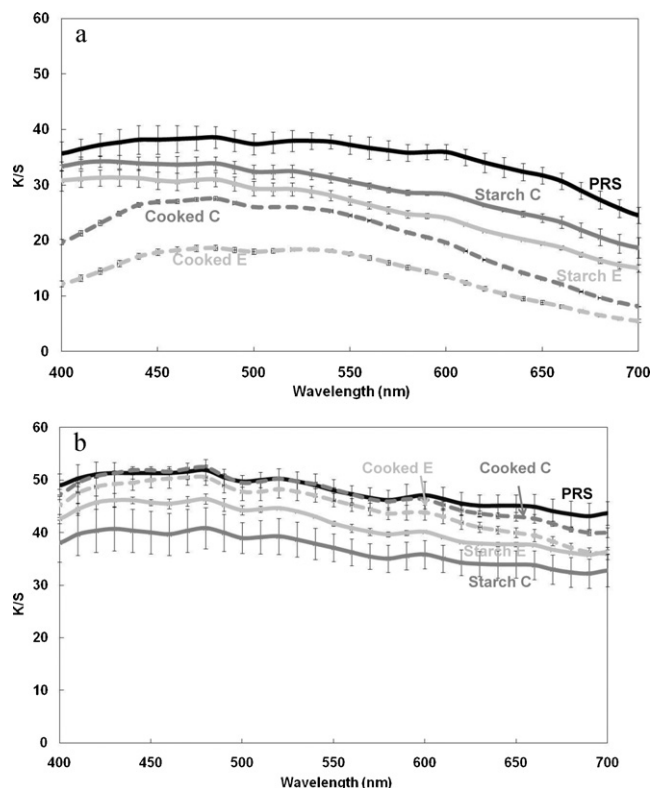 a
60
50
40
30
20
10
0
K/S
PRS
Starch C
Cooked C
Cooked E
Starch E
400 450 500 550 600 650 700
Wavelength (nm)
b
60
50
40
30
20
10
0
K/S
Cooked E Cooked C
PRS
Starch E
Starch C
400 450 500 550 600 650 700
Wavelength (nm)